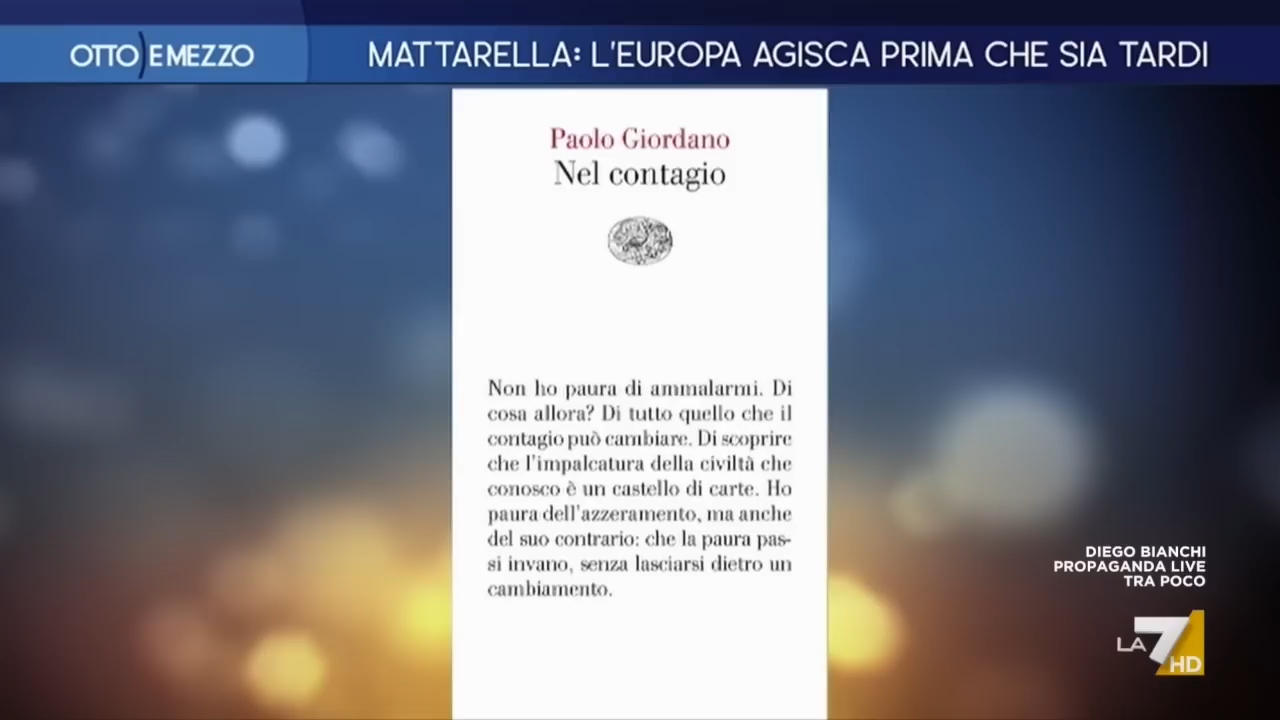 OTTO E MEZZO
MATTARELLA: L'EUROPA AGISCA PRIMA CHE SIA TARDI
Paolo Giordano
Nel contagio
Non ho paura di ammalarmi. Di
cosa allora? Di tutto quello che il
contagio può cambiare. Di scoprire
che l'impalcatura della civiltà che
conosco è un castello di carte. Ho
paura dell'azzeramento, ma anche
del suo contrario: che la paura pas-
si invano, senza lasciarsi dietro un
cambiamento.
DIEGO BIANCHI
PROPAGANDA LIVE
TRA POCO
LA7
HD